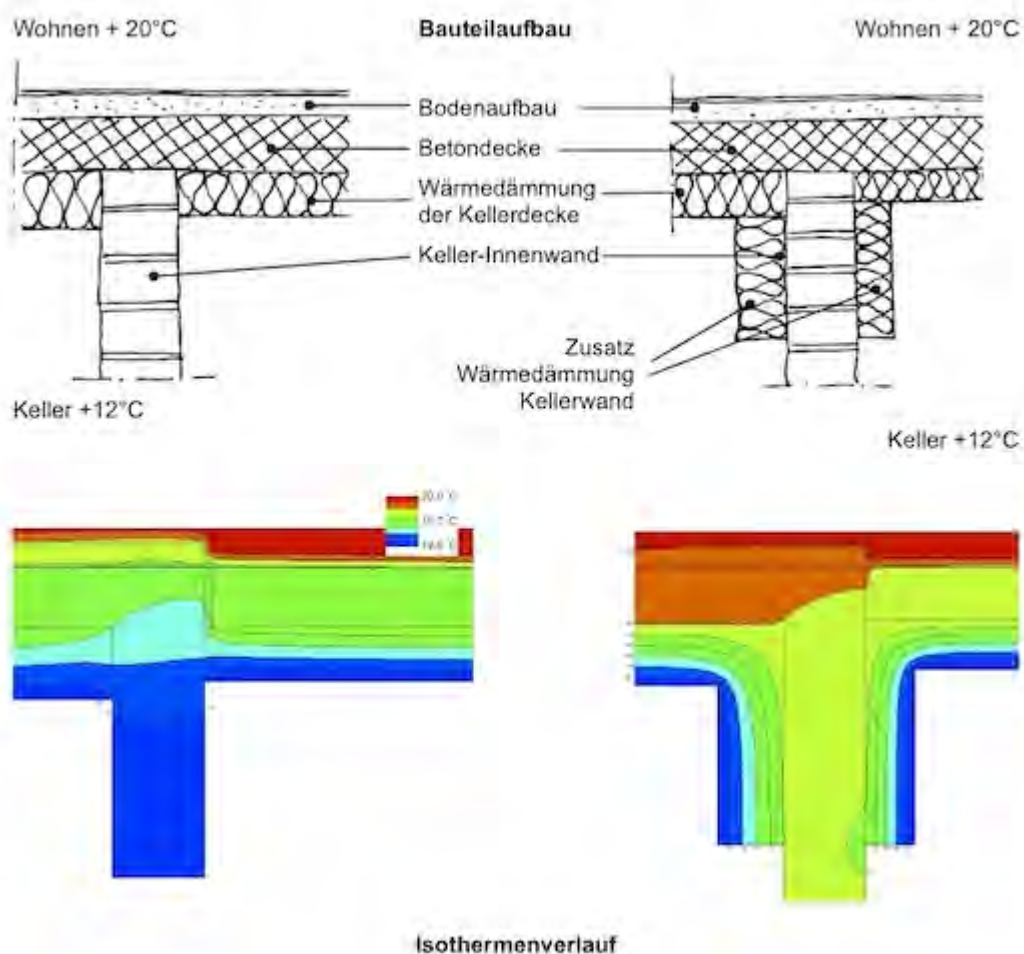 Wohnen + 20°C
Bauteilaufbau
Wohnen + 20°C
Bodenaufbau
Betondecke
Wärmedämmung
der Kellerdecke
Keller-Innenwand
Zusatz
Wärmedämmung
Kellerwand
Keller +12°C
Keller +12°C
Isothermenverlauf